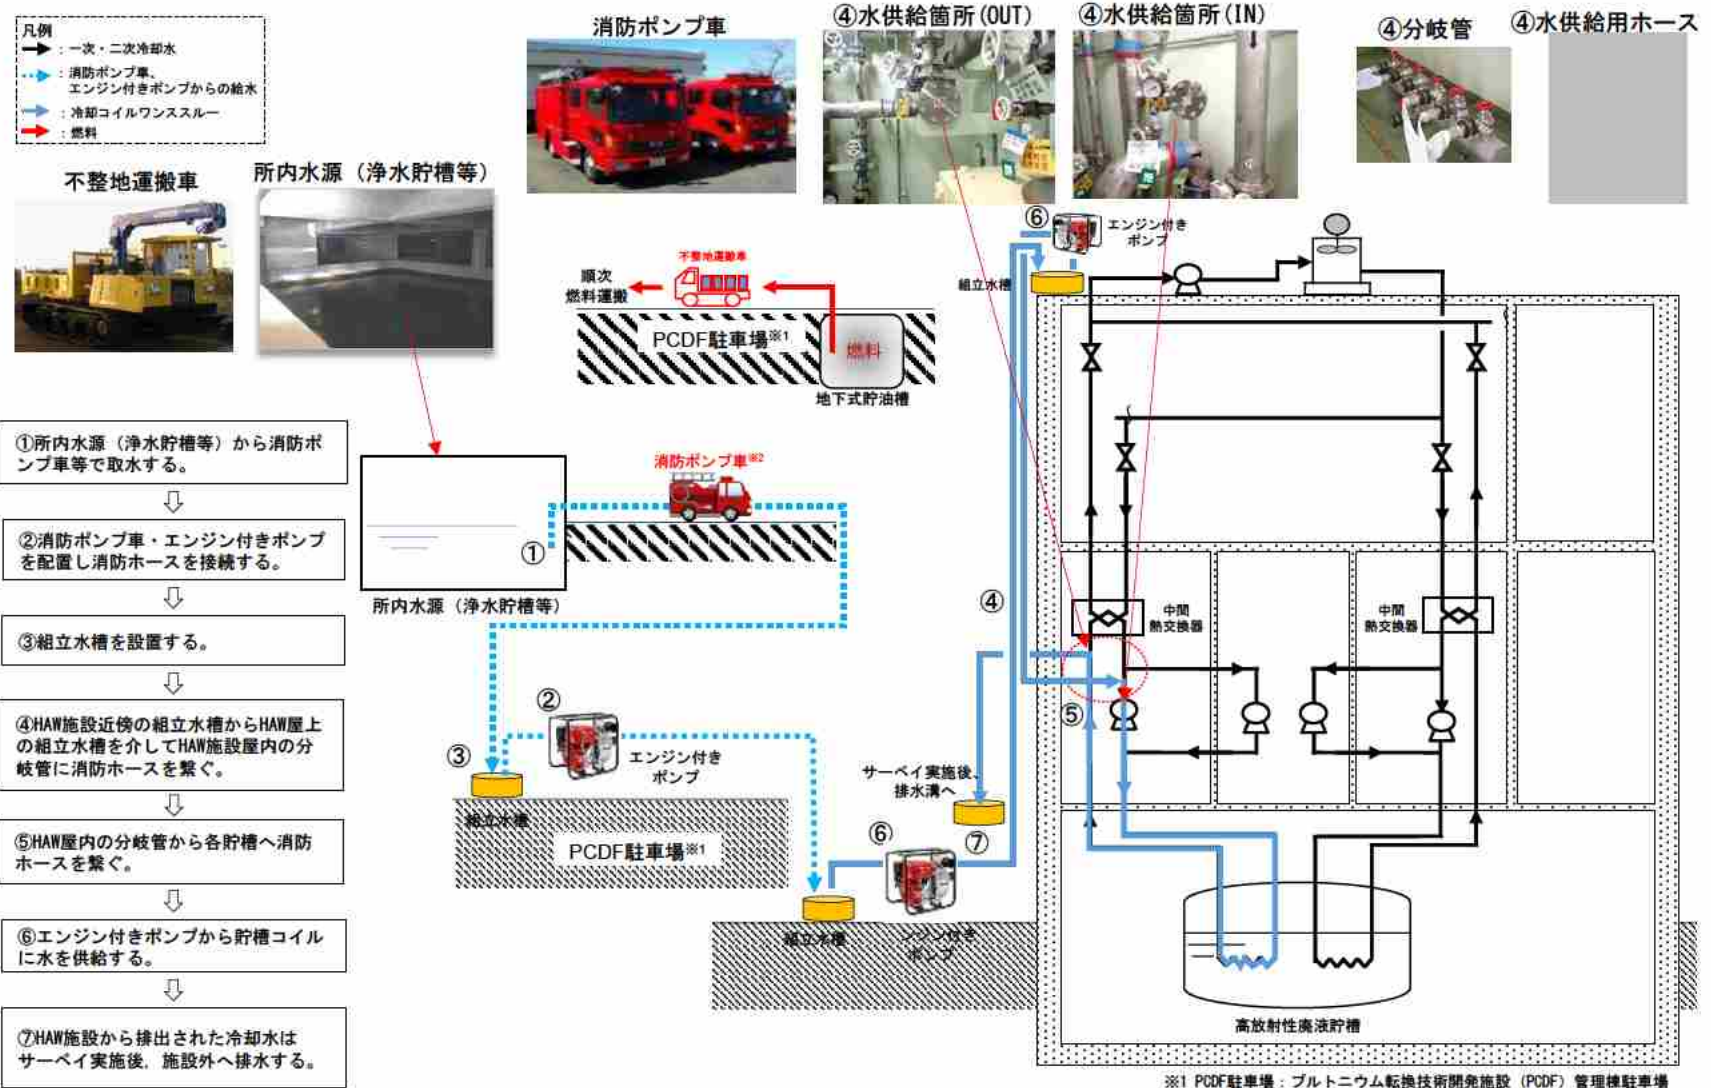 凡例
：一次・二次冷却水
：消防ポンプ車、
エンジン付きポンプからの給水
：冷却コイルワンススルー
：燃料
消防ポンプ車
④水供給箇所(OUT)
④水供給箇所(IN)
④分岐管
④水供給用ホース
不整地運搬車
所内水源（浄水貯槽等）
⑥
エンジン付き
ポンプ
組立水槽
不整地運搬車
順次
燃料運搬
PCDF駐車場※1
燃料
地下式貯油槽
①所内水源（浄水貯槽等）から消防ポ
ンプ車等で取水する。
②消防ポンプ車・エンジン付きポンプ
を配置し消防ホースを接続する。
③組立水槽を設置する。
④HAW施設近傍の組立水槽からHAW屋上
の組立水槽を介してHAW施設屋内の分
岐管に消防ホースを繋ぐ。
⑤HAW屋内の分岐管から各貯槽へ消防
ホースを繋ぐ。
⑥エンジン付きポンプから貯槽コイル
に水を供給する。
⑦HAW施設から排出された冷却水は
サーベイ実施後，施設外へ排水する。
消防ポンプ車※2
①
所内水源（浄水貯槽等）
④
中間
熱交換器
中間
熱交換器
⑤
②
③
エンジン付き
ポンプ
組立水槽
PCDF駐車場※1
サーベイ実施後、
排水溝へ
⑥
⑦
組立水槽
ンジン付き
ポンプ
高放射性廃液貯槽
※1 PCDF駐車場：プルトニウム転換技術開発施設（PCDF）管理棟駐車場